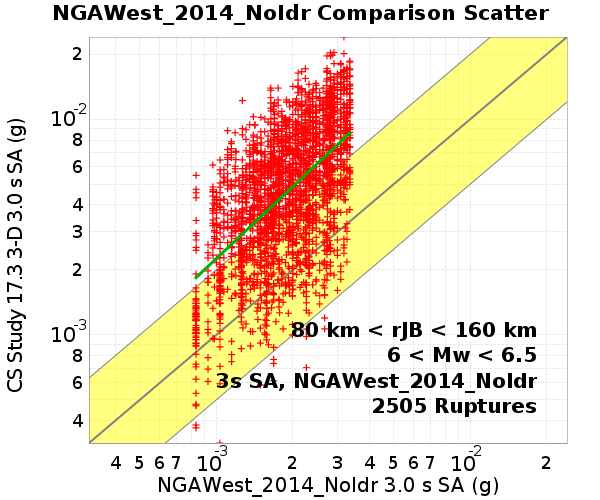 NGAWest_2014_NoIdr Comparison Scatter
CS Study 17.3 3-D 3.0 s SA (g)
2
10-2
8
6
4
3
2
10-3
8
6
4
80 km < rJB < 160 km
6 < Mw < 6.5
3s SA, NGAWest_2014_NoIdr
2505 Ruptures
4 5 6 7 10-3 2 3 4 5 6 7 10-2 2
NGAWest_2014_NoIdr 3.0 s SA (g)